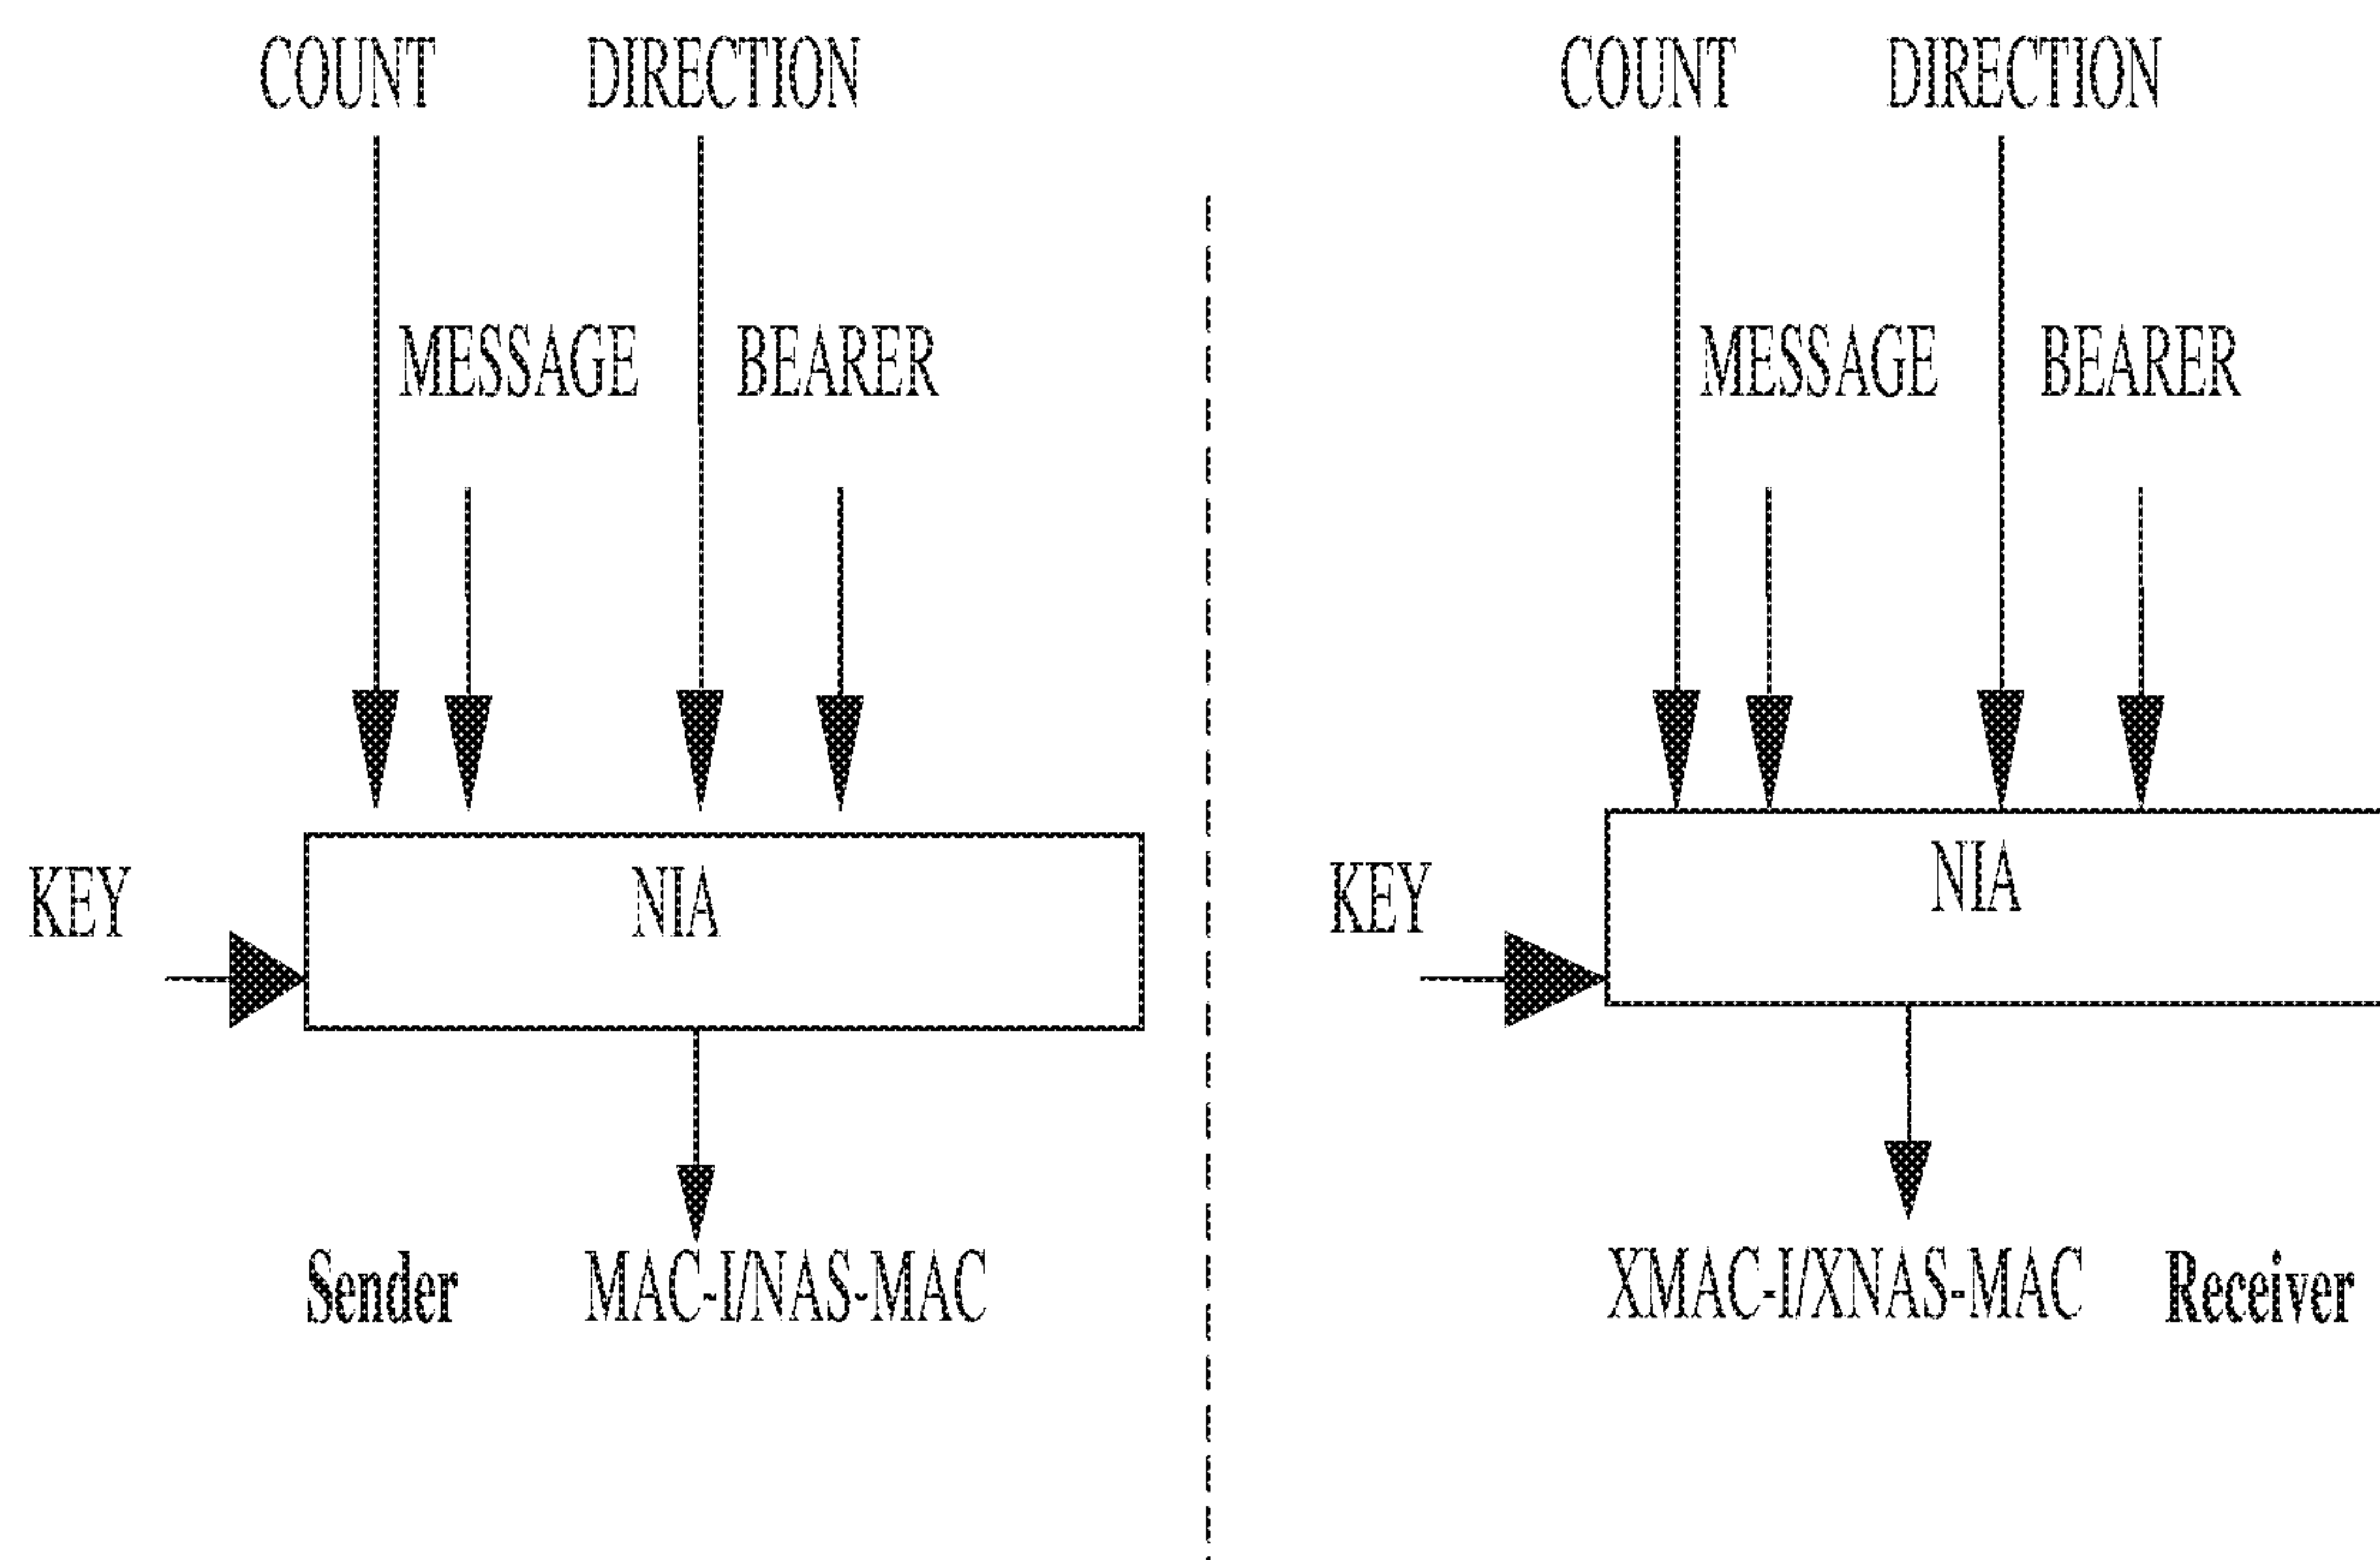 COUNT DIRECTION
MESSAGE BEARER
KEY
NIA
Sender MAC-I/NAS-MAC
COUNT DIRECTION
MESSAGE BEARER
KEY
NIA
XMAC-I/XNAS-MAC Receiver